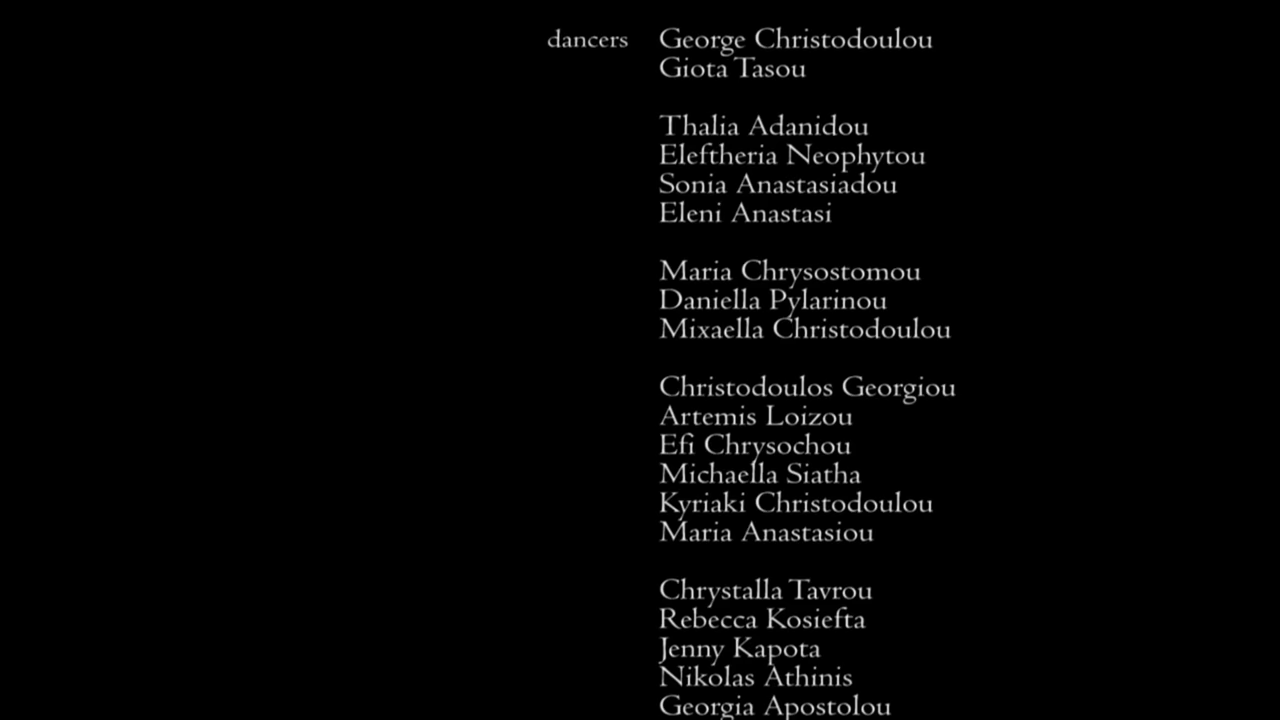 dancers George Christodoulou
Giota Tasou
Thalia Adanidou
Eleftheria Neophytou
Sonia Anastasiadou
Eleni Anastasi
Maria Chrysostomou
Daniella Pylarinou
Mixaella Christodoulou
Christodoulos Georgiou
Artemis Loizou
Efi Chrysochou
Michaella Siatha
Kyriaki Christodoulou
Maria Anastasiou
Chrystalla Tavrou
Rebecca Kosiefta
Jenny Kapota
Nikolas Athinis
Georgia Apostolou